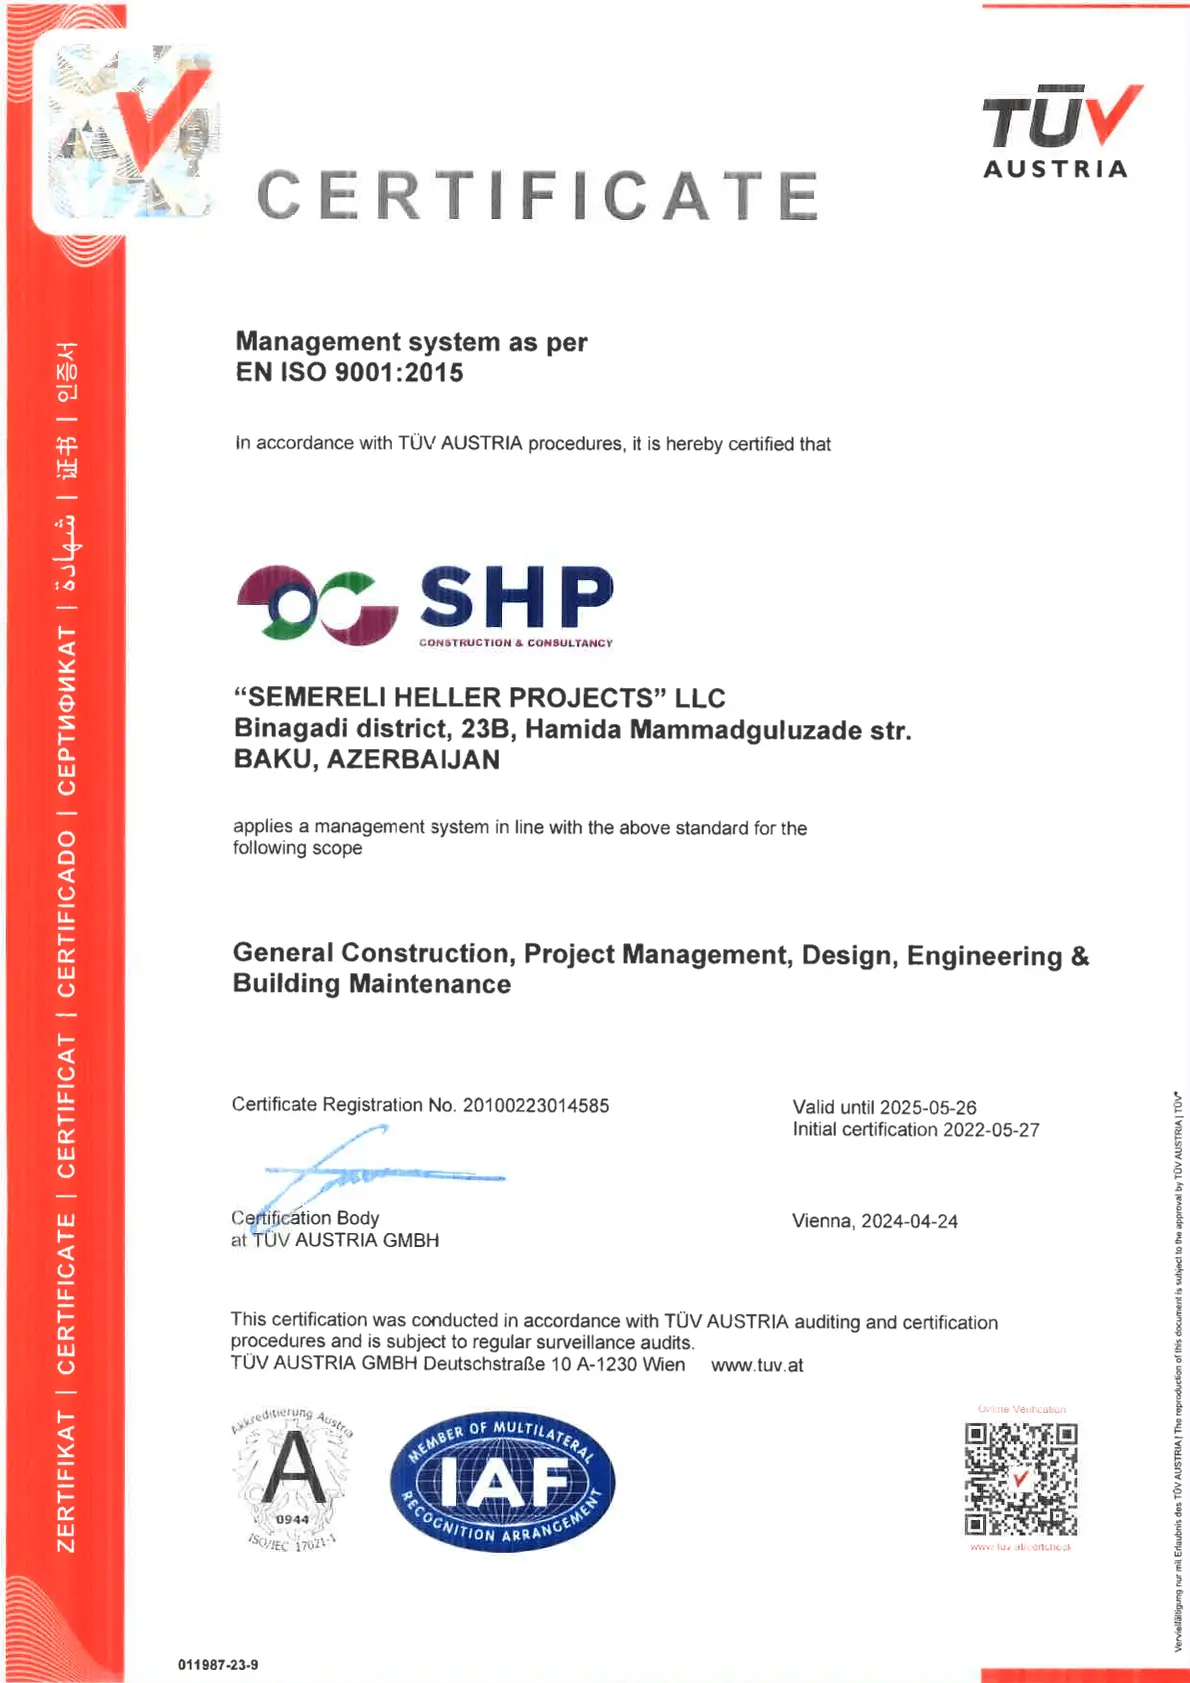 TÜV
AUSTRIA
CERTIFICATE
Management system as per
EN ISO 9001:2015
In accordance with TÜV AUSTRIA procedures, it is hereby certified that
SHP
CONSTRUCTION & CONSULTANCY
“SEMERELI HELLER PROJECTS” LLC
Binagadi district, 23B, Hamida Mammadguluzade str.
BAKU, AZERBAIJAN
applies a management system in line with the above standard for the
following scope
General Construction, Project Management, Design, Engineering &
Building Maintenance
Certificate Registration No. 20100223014585
Valid until 2025-05-26
Initial certification 2022-05-27
Certification Body
at TÜV AUSTRIA GMBH
Vienna, 2024-04-24
This certification was conducted in accordance with TÜV AUSTRIA auditing and certification
procedures and is subject to regular surveillance audits.
TÜV AUSTRIA GMBH Deutschstraße 10 A-1230 Wien www.tuv.at
Akkreditierung Austria
A
0944
ISO/IEC 17021-1
MEMBER OF MULTILATERAL
IAF
RECOGNITION ARRANGEMENT
Online Verification
www.tuv.at/certcheck
011987-23-9
ZERTIFIKAT | CERTIFICATE | CERTIFICAT | CERTIFICADO | СЕРТИФИКАТ | شهادة | 证书 | 인증서
Vervielfältigung nur mit Erlaubnis des TÜV AUSTRIA | The reproduction of this document is subject to the approval by TÜV AUSTRIA | TÜV®